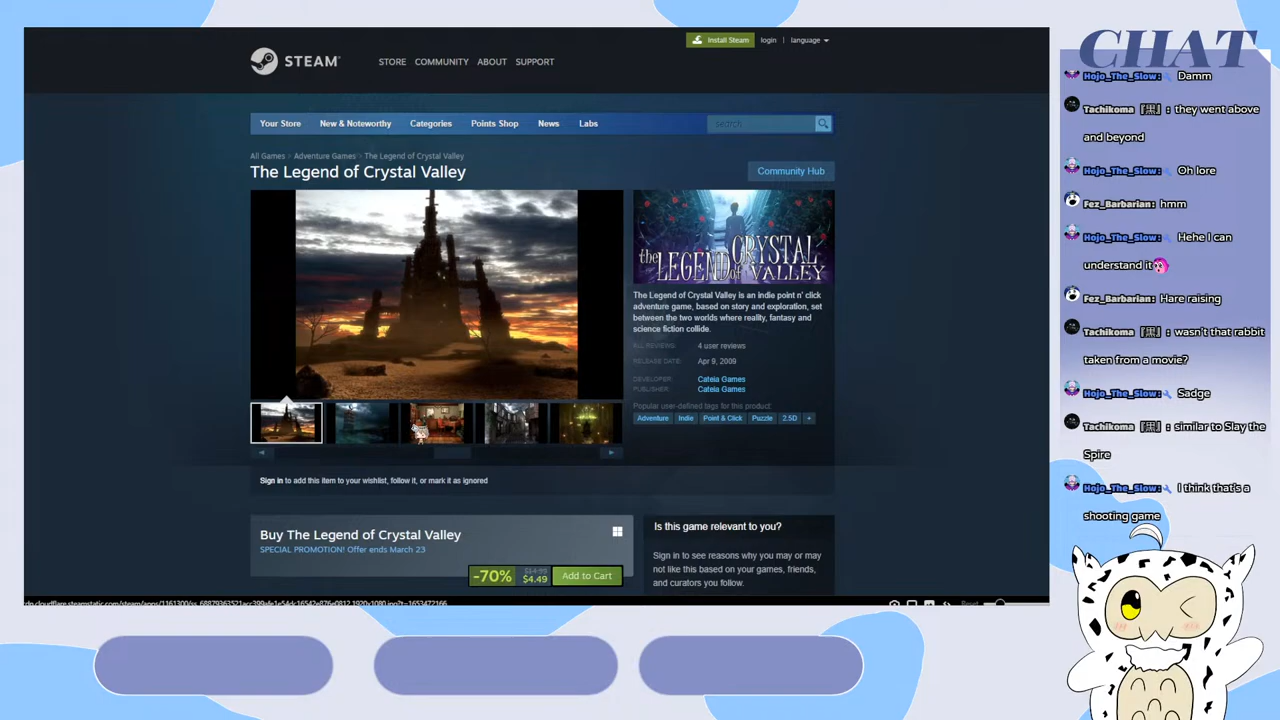 Install Steam
login
language
STEAM
STORE
COMMUNITY
ABOUT
SUPPORT
Your Store
New & Noteworthy
Categories
Points Shop
News
Labs
search
All Games > Adventure Games > The Legend of Crystal Valley
The Legend of Crystal Valley
Community Hub
the LEGEND of CRYSTAL VALLEY
The Legend of Crystal Valley is an indie point n' click
adventure game, based on story and exploration, set
between the two worlds where reality, fantasy and
science fiction collide.
ALL REVIEWS: 4 user reviews
RELEASE DATE: Apr 9, 2009
DEVELOPER: Cateia Games
PUBLISHER: Cateia Games
Popular user-defined tags for this product:
Adventure
Indie
Point & Click
Puzzle
2.5D
+
Sign in to add this item to your wishlist, follow it, or mark it as ignored
Buy The Legend of Crystal Valley
SPECIAL PROMOTION! Offer ends March 23
-70%
$14.99
$4.49
Add to Cart
Is this game relevant to you?
Sign in to see reasons why you may or may
not like this based on your games, friends,
and curators you follow.
Reset
CHAT
Hojo_The_Slow: Damm
Tachikoma『黒』: they went above
and beyond
Hojo_The_Slow: Oh lore
Fez_Barbarian: hmm
Hojo_The_Slow: Hehe I can
understand it
Fez_Barbarian: Hare raising
Tachikoma『黒』: wasn't that rabbit
taken from a movie?
Hojo_The_Slow: Sadge
Tachikoma『黒』: similar to Slay the
Spire
Hojo_The_Slow: I think that's a
shooting game